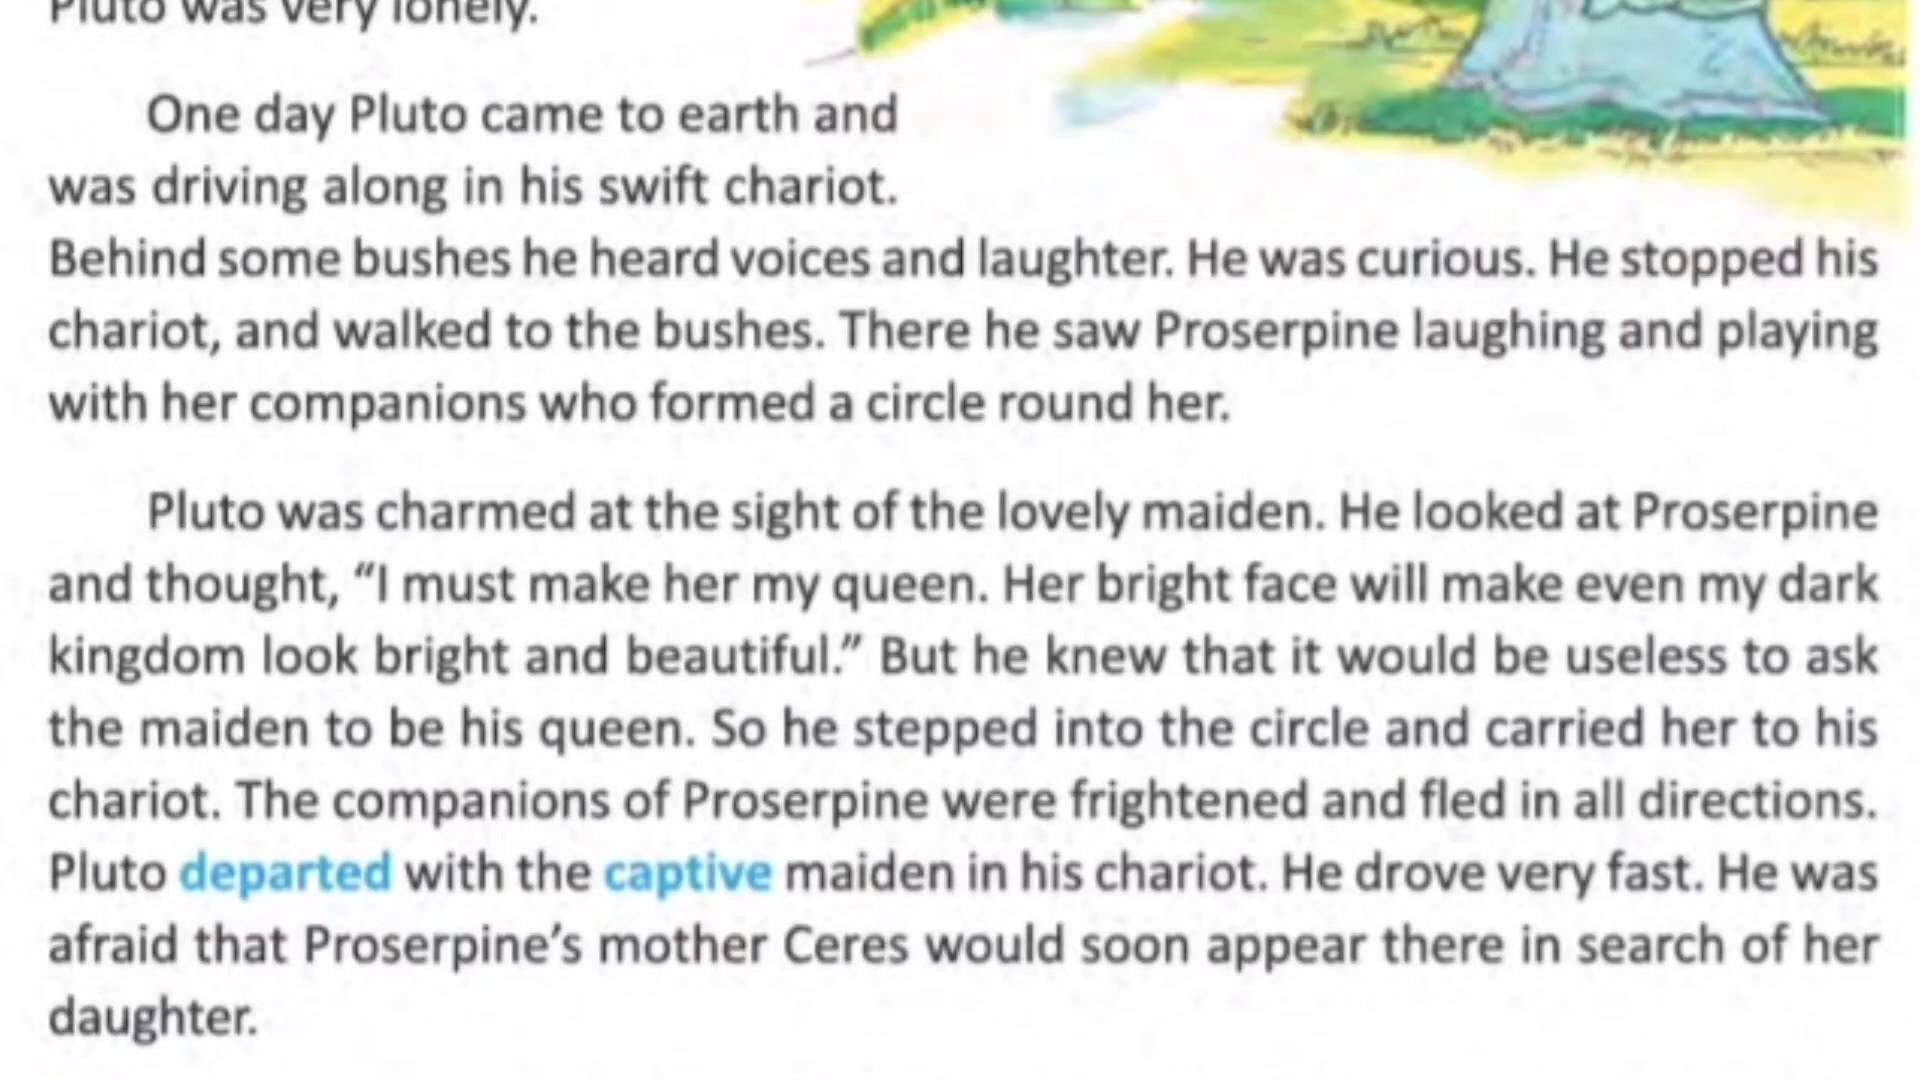 Pluto was very lonely.
One day Pluto came to earth and
was driving along in his swift chariot.
Behind some bushes he heard voices and laughter. He was curious. He stopped his
chariot, and walked to the bushes. There he saw Proserpine laughing and playing
with her companions who formed a circle round her.
Pluto was charmed at the sight of the lovely maiden. He looked at Proserpine
and thought, “I must make her my queen. Her bright face will make even my dark
kingdom look bright and beautiful.” But he knew that it would be useless to ask
the maiden to be his queen. So he stepped into the circle and carried her to his
chariot. The companions of Proserpine were frightened and fled in all directions.
Pluto departed with the captive maiden in his chariot. He drove very fast. He was
afraid that Proserpine’s mother Ceres would soon appear there in search of her
daughter.